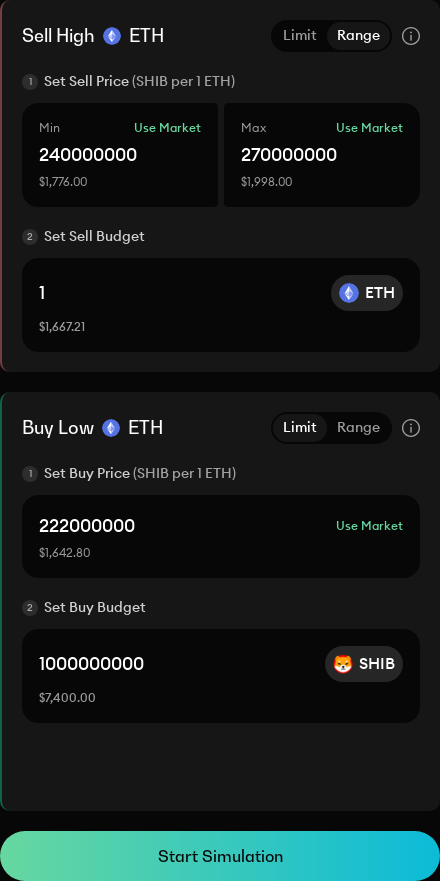 Sell High ETH Limit Range
1 Set Sell Price (SHIB per 1 ETH)
Min Use Market Max Use Market
240000000 270000000
$1,776.00 $1,998.00
2 Set Sell Budget
1 ETH
$1,667.21
Buy Low ETH Limit Range
1 Set Buy Price (SHIB per 1 ETH)
222000000 Use Market
$1,642.80
2 Set Buy Budget
1000000000 SHIB
$7,400.00
Start Simulation